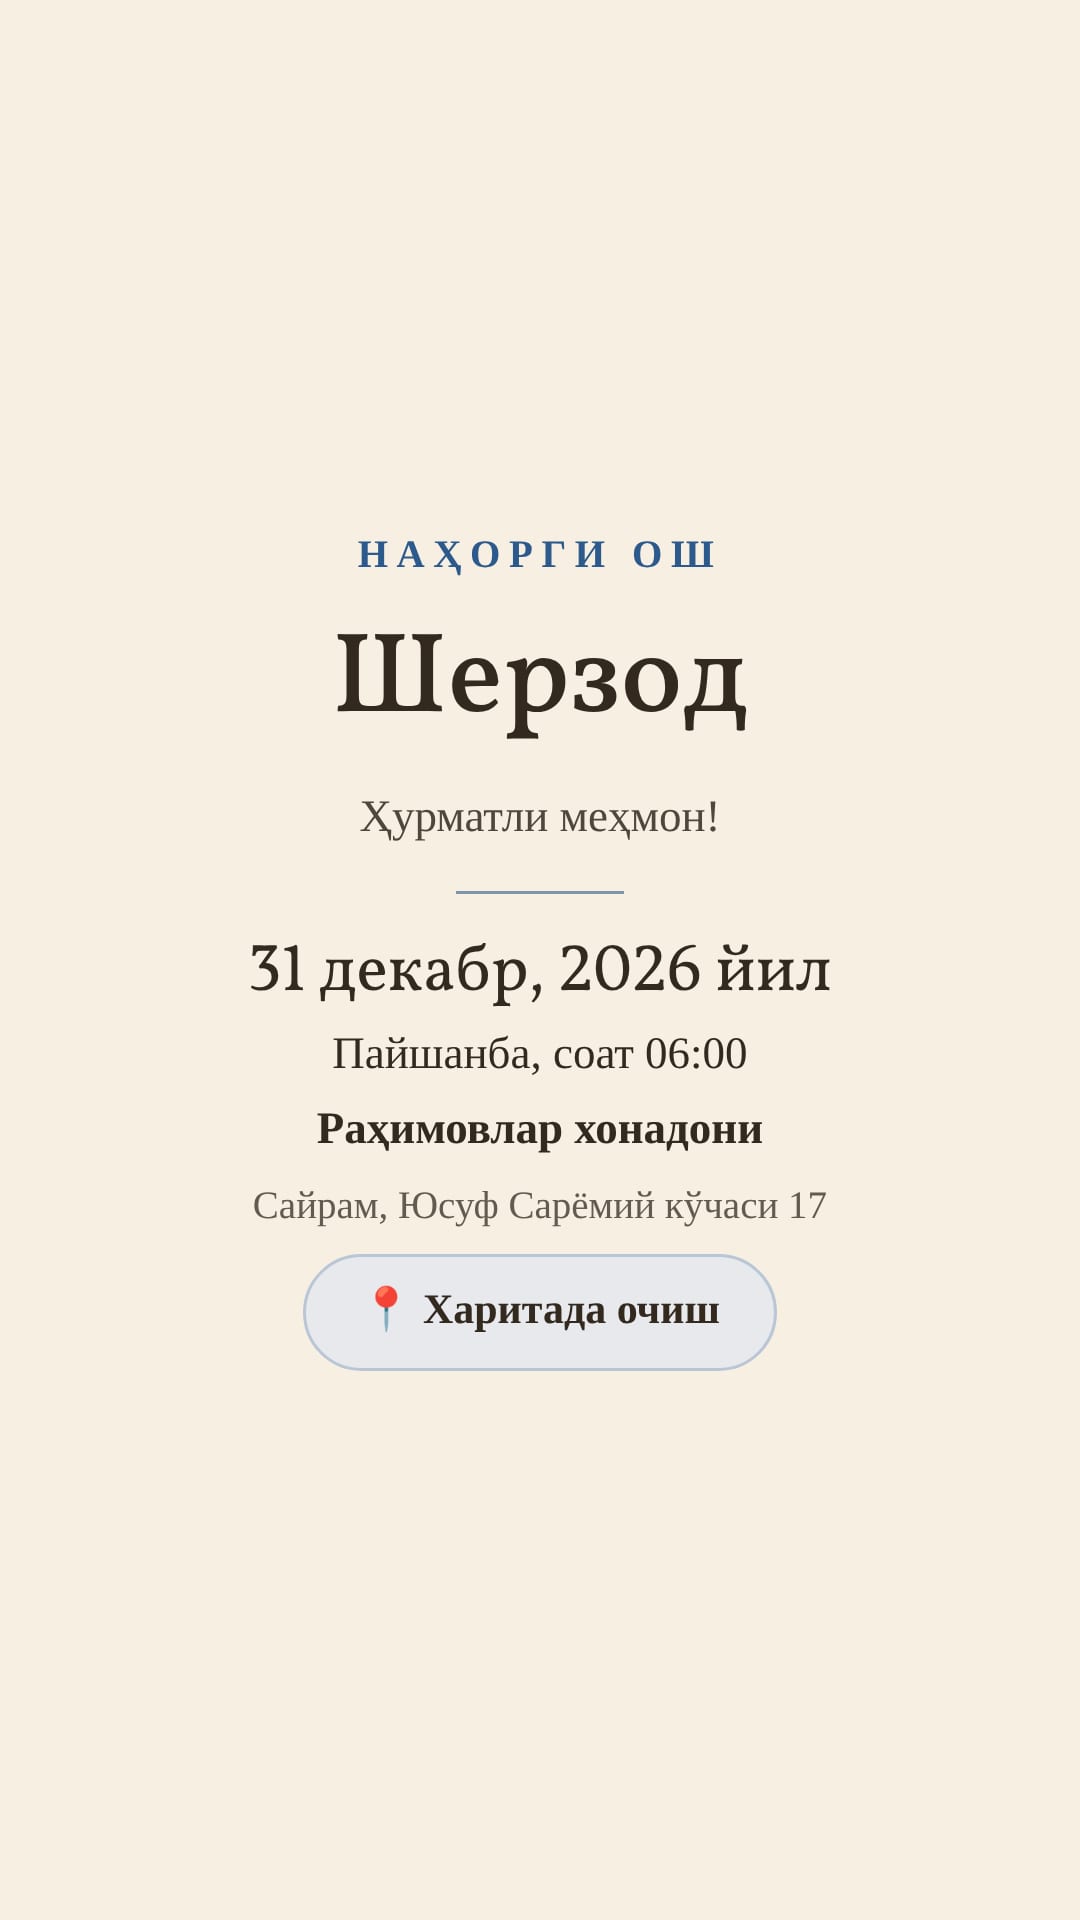 НАҲОРГИ ОШ
Шерзод
Ҳурматли меҳмон!
31 декабр, 2026 йил
Пайшанба, соат 06:00
Раҳимовлар хонадони
Сайрам, Юсуф Сарёмий кўчаси 17
📍 Харитада очиш